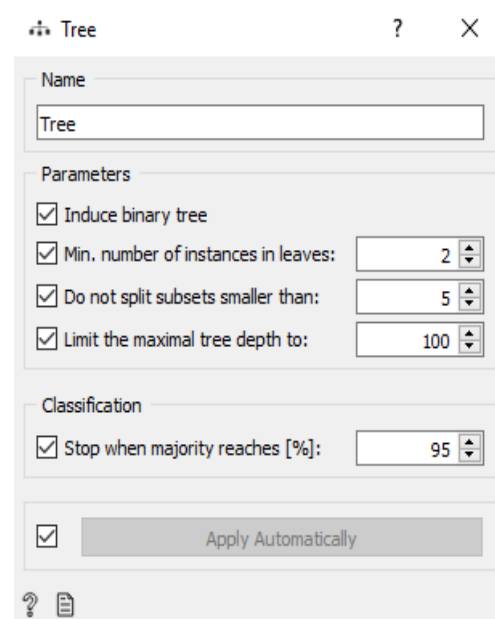 Tree ?
Name
Tree
Parameters
Induce binary tree
Min. number of instances in leaves: 2
Do not split subsets smaller than: 5
Limit the maximal tree depth to: 100
Classification
Stop when majority reaches [%]: 95
Apply Automatically
?